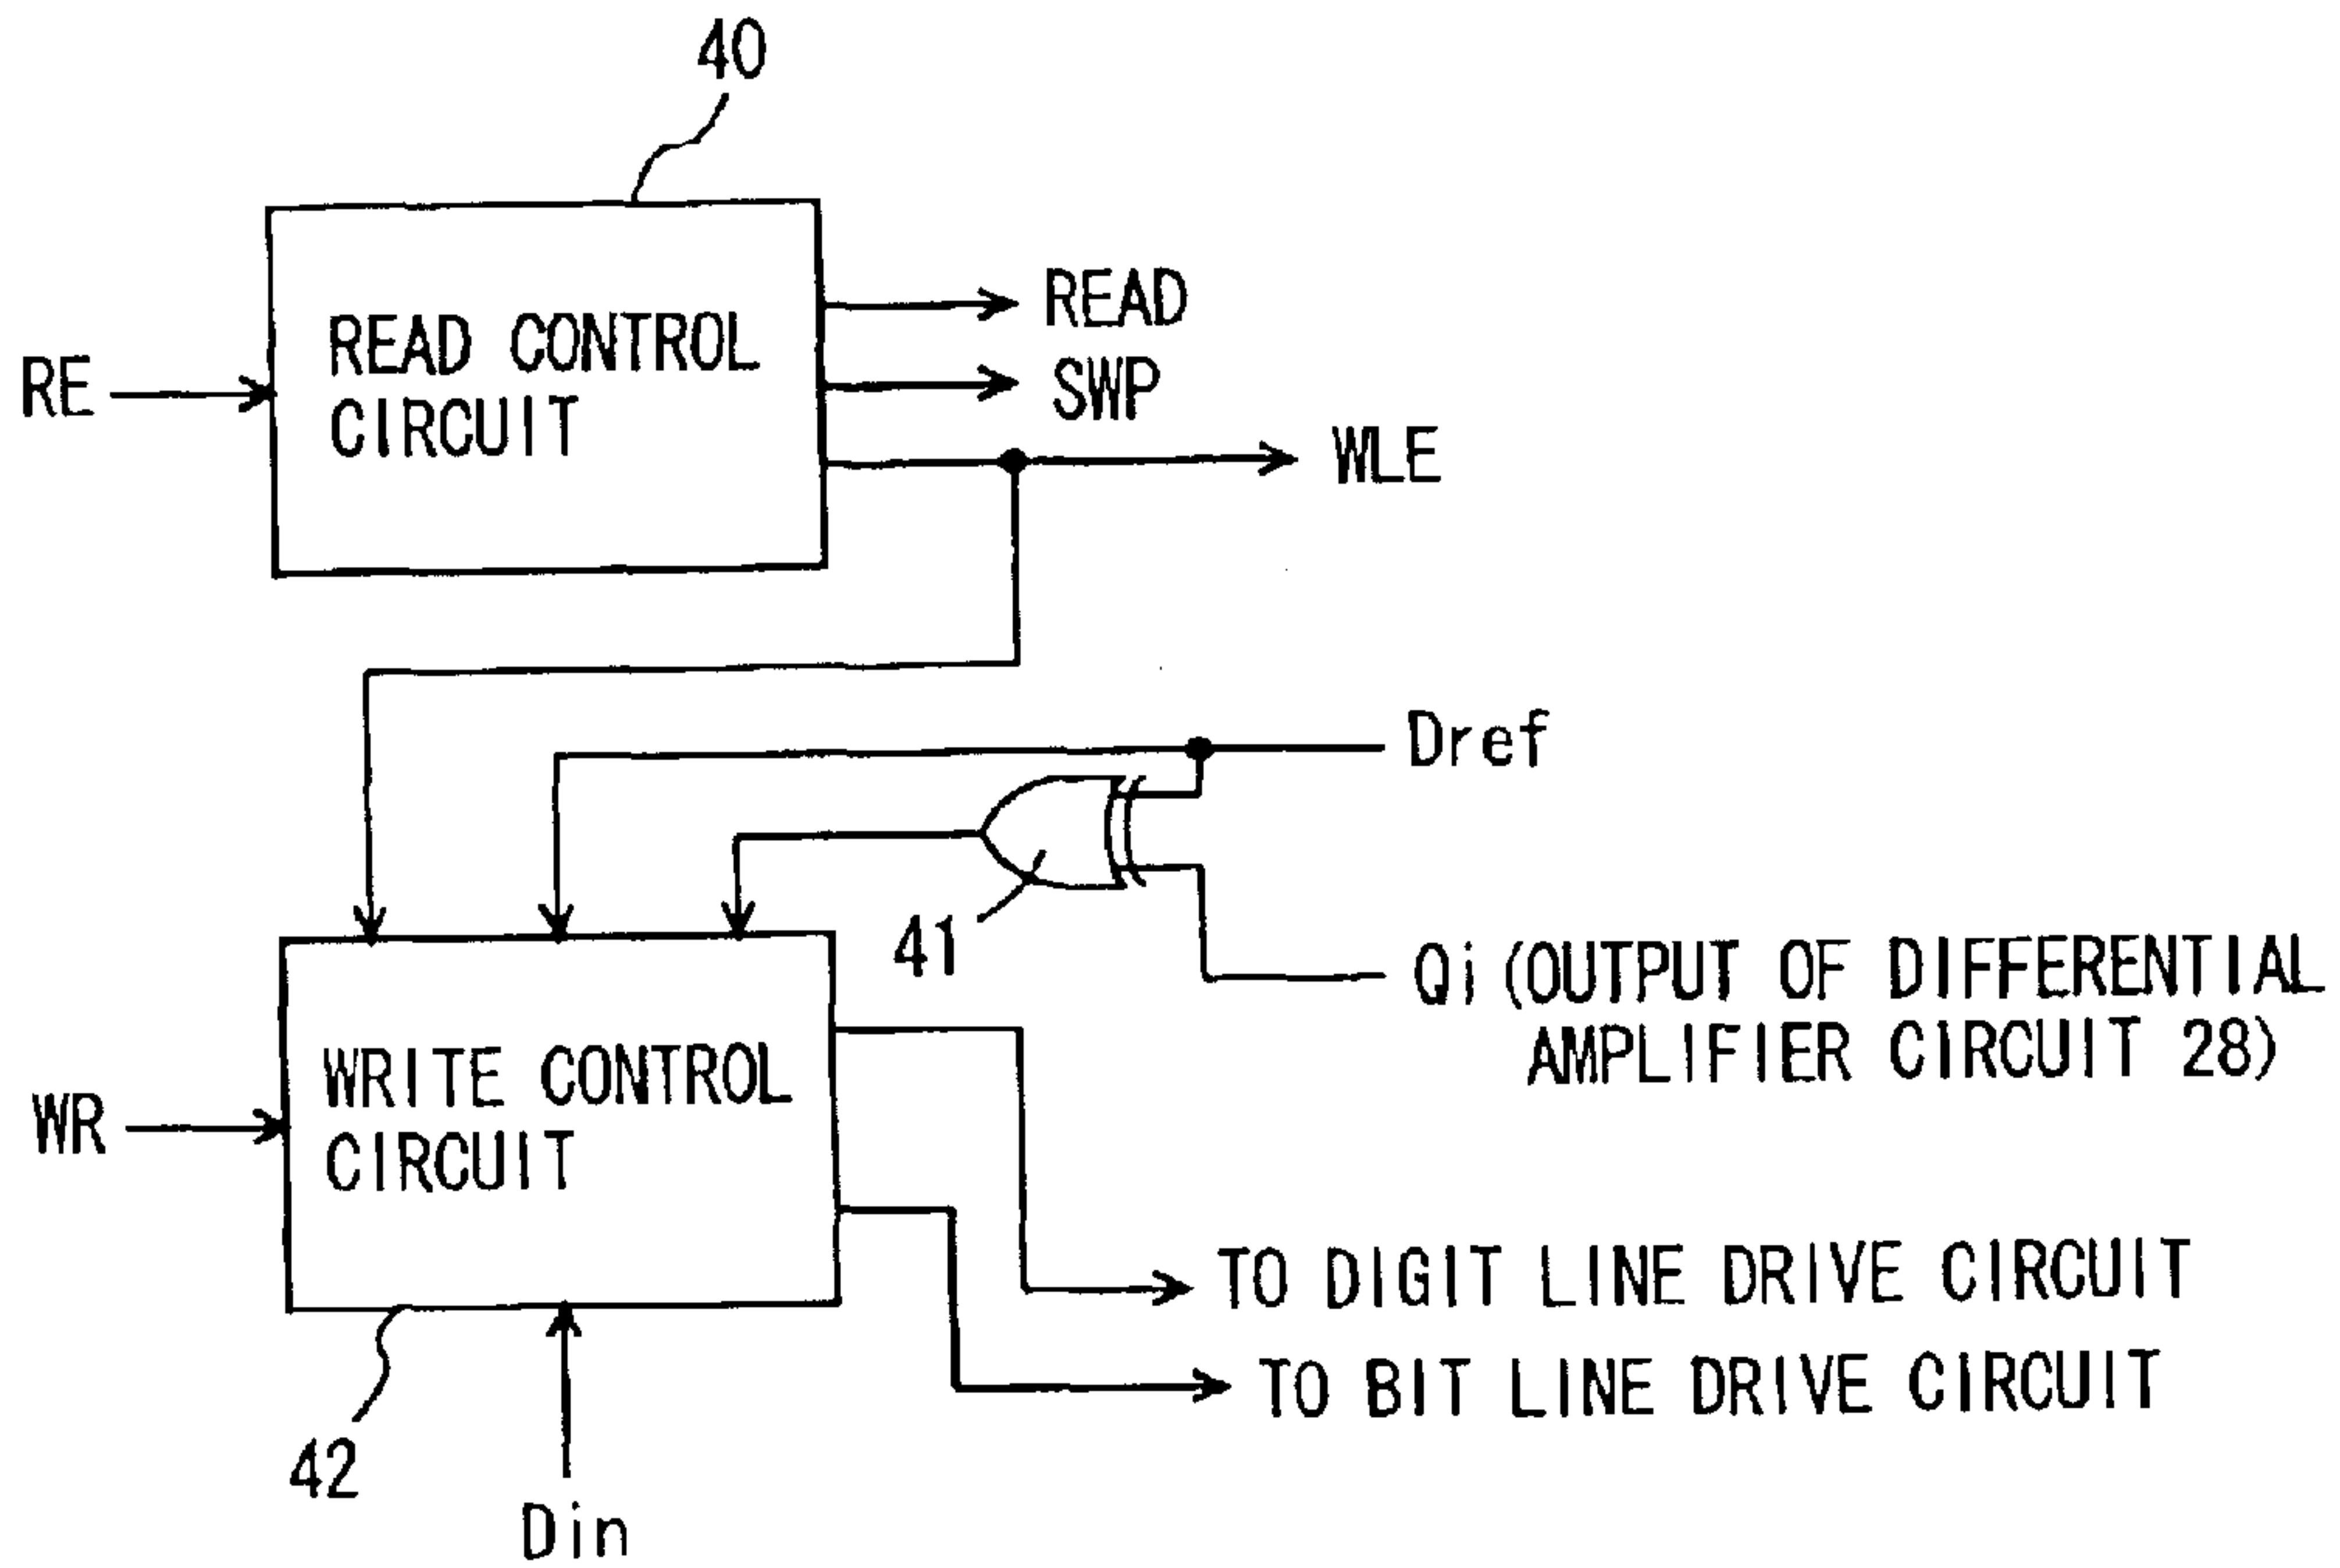 40
READ
READ CONTROL
CIRCUIT
RE
SWP
WLE
Dref
41
Qi (OUTPUT OF DIFFERENTIAL
AMPLIFIER CIRCUIT 28)
WRITE CONTROL
CIRCUIT
WR
TO DIGIT LINE DRIVE CIRCUIT
TO BIT LINE DRIVE CIRCUIT
42
Din